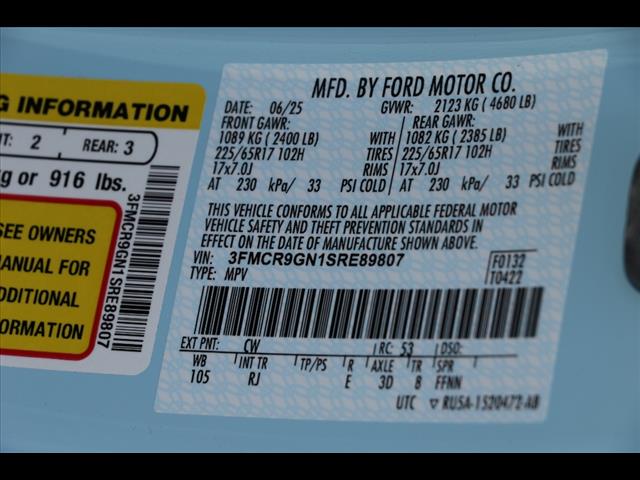 G INFORMATION
NT: 2 REAR: 3
kg or 916 lbs.
SEE OWNERS
MANUAL FOR
ADDITIONAL
INFORMATION
3FMCR9GN1SRE89807
MFD. BY FORD MOTOR CO.
DATE: 06/25 GVWR: 2123 KG ( 4680 LB)
FRONT GAWR: REAR GAWR:
1089 KG ( 2400 LB) WITH 1082 KG ( 2385 LB) WITH
225/65R17 102H TIRES 225/65R17 102H TIRES
17x7.0J RIMS 17x7.0J RIMS
AT 230 kPa/ 33 PSI COLD AT 230 kPa/ 33 PSI COLD
THIS VEHICLE CONFORMS TO ALL APPLICABLE FEDERAL MOTOR
VEHICLE SAFETY AND THEFT PREVENTION STANDARDS IN
EFFECT ON THE DATE OF MANUFACTURE SHOWN ABOVE.
VIN: 3FMCR9GN1SRE89807 F0132
TYPE: MPV T0422
EXT PNT: CW RC: 53 DSO:
WB INT TR TP/PS R AXLE TR SPR
105 RJ E 3D 8 FFNN
UTC ▽ RU5A-1520472-AB